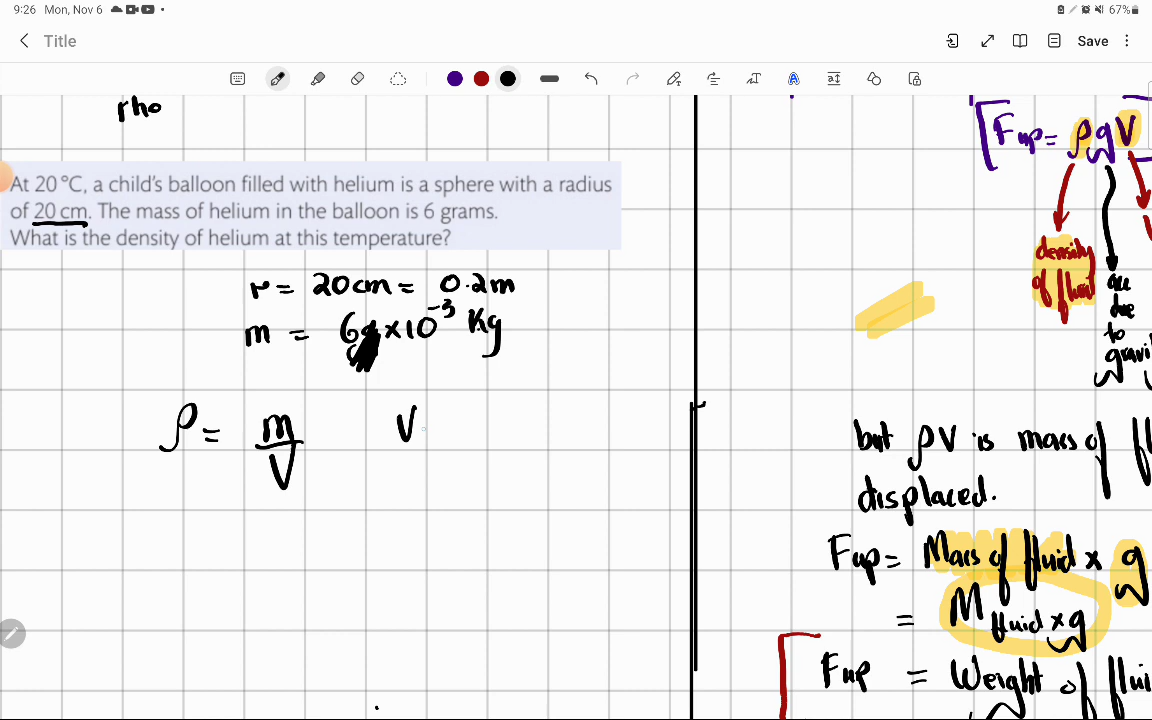 9:26 Mon, Nov 6
67%
Title
Save
rho
At 20 °C, a child's balloon filled with helium is a sphere with a radius
of 20 cm. The mass of helium in the balloon is 6 grams.
What is the density of helium at this temperature?
r = 20cm = 0.2m
m = 6 × 10⁻³ Kg
ρ = m/V
V
Fup = ρgV
density
of fluid
acc
due
to
but ρV is mass of
displaced.
Fup = Mass of fluid × g
= M fluid × g
Fup = Weight of